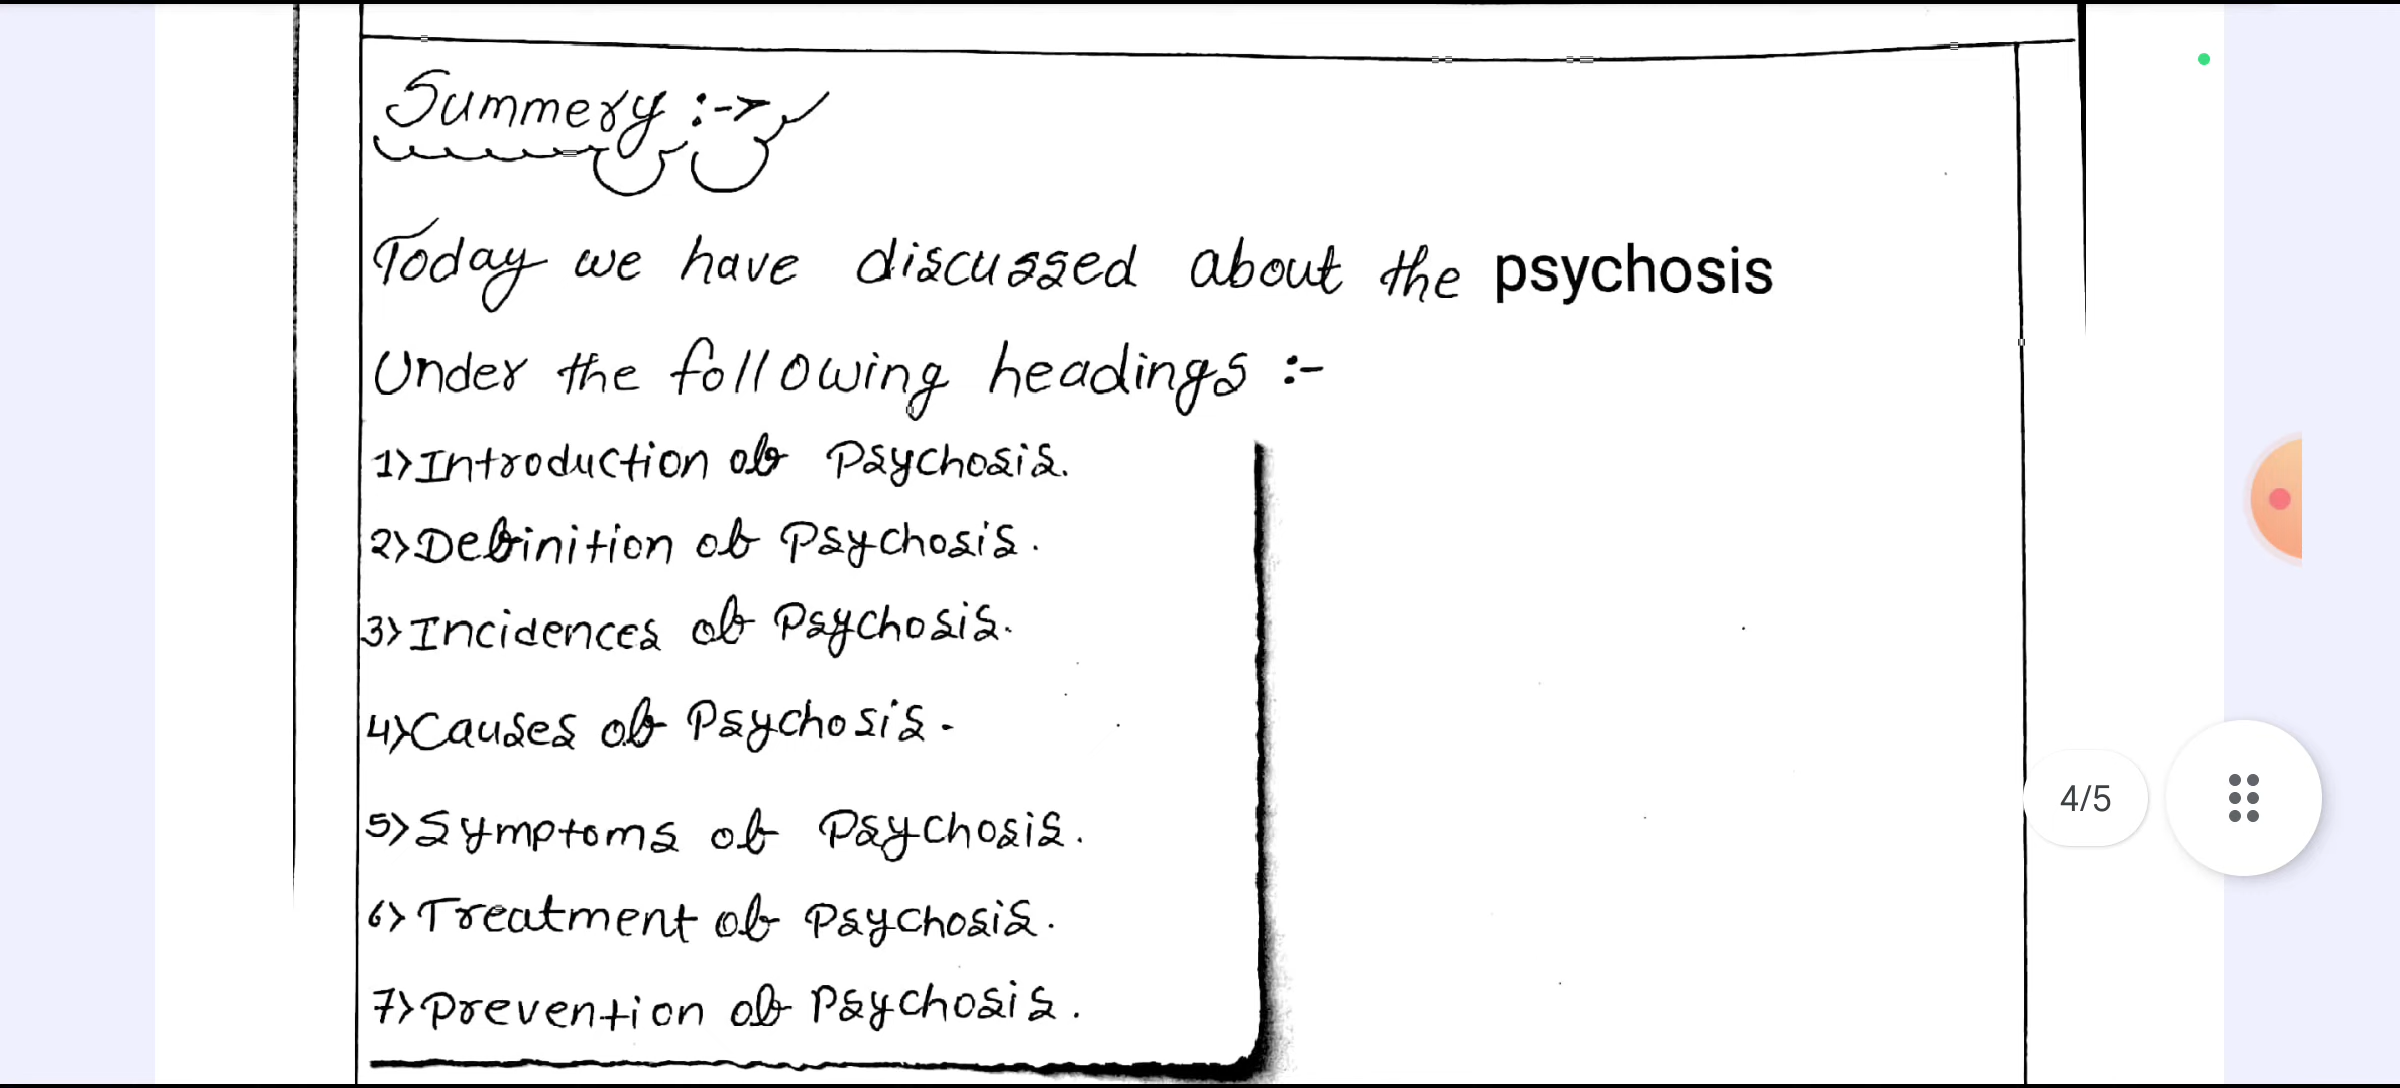 Summery :->
Today we have discussed about the psychosis
Under the following headings :-
1) Introduction of Psychosis.
2) Definition of Psychosis.
3) Incidences of Psychosis.
4) Causes of Psychosis.
5) Symptoms of Psychosis.
6) Treatment of Psychosis.
7) Prevention of Psychosis.
4/5